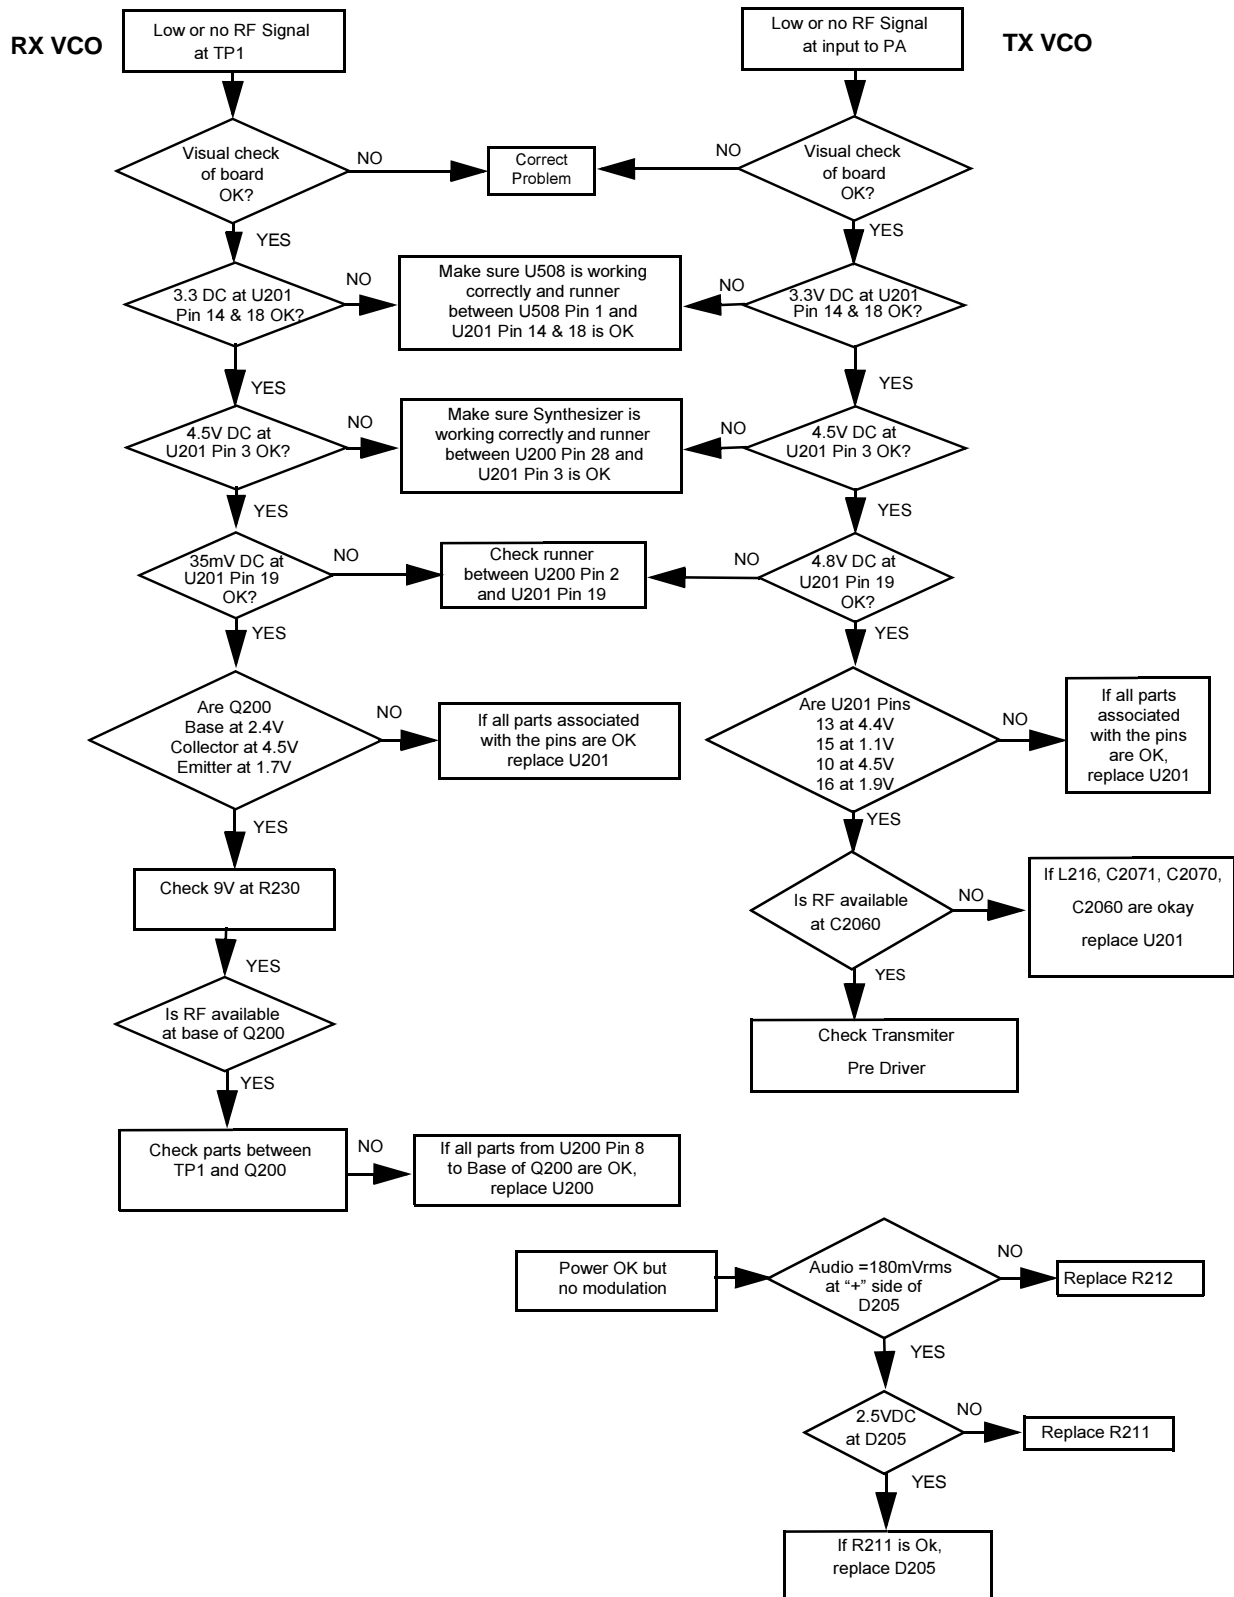 RX VCO
Low or no RF Signal
at TP1
Low or no RF Signal
at input to PA
TX VCO
Visual check
of board
OK?
NO
Correct
Problem
NO
Visual check
of board
OK?
YES
YES
3.3 DC at U201
Pin 14 & 18 OK?
NO
Make sure U508 is working
correctly and runner
between U508 Pin 1 and
U201 Pin 14 & 18 is OK
NO
3.3V DC at U201
Pin 14 & 18 OK?
YES
YES
4.5V DC at
U201 Pin 3 OK?
NO
Make sure Synthesizer is
working correctly and runner
between U200 Pin 28 and
U201 Pin 3 is OK
NO
4.5V DC at
U201 Pin 3 OK?
YES
YES
35mV DC at
U201 Pin 19
OK?
NO
Check runner
between U200 Pin 2
and U201 Pin 19
NO
4.8V DC at
U201 Pin 19
OK?
YES
YES
Are Q200
Base at 2.4V
Collector at 4.5V
Emitter at 1.7V
NO
If all parts associated
with the pins are OK
replace U201
Are U201 Pins
13 at 4.4V
15 at 1.1V
10 at 4.5V
16 at 1.9V
NO
If all parts
associated
with the pins
are OK,
replace U201
YES
YES
Check 9V at R230
Is RF available
at C2060
NO
If L216, C2071, C2070,
C2060 are okay
replace U201
YES
YES
Is RF available
at base of Q200
Check Transmiter
Pre Driver
YES
Check parts between
TP1 and Q200
NO
If all parts from U200 Pin 8
to Base of Q200 are OK,
replace U200
Power OK but
no modulation
Audio =180mVrms
at “+” side of
D205
NO
Replace R212
YES
2.5VDC
at D205
NO
Replace R211
YES
If R211 is Ok,
replace D205